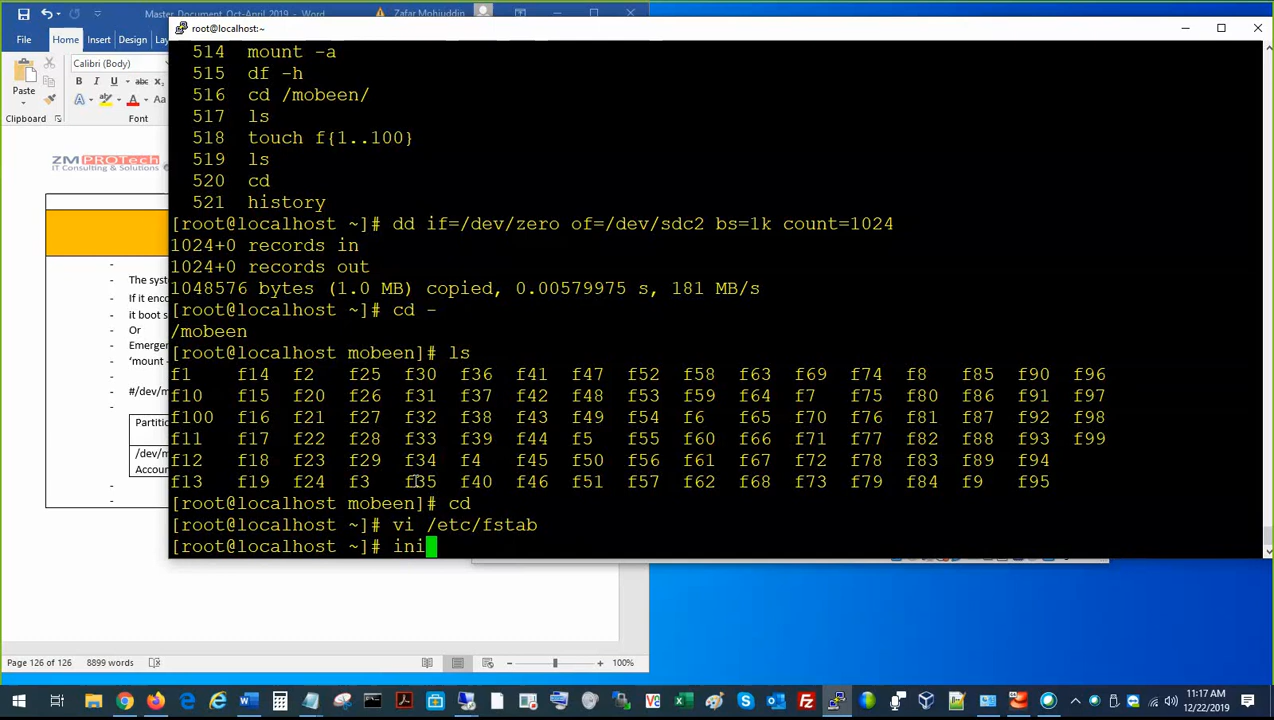 Master_Document_Oct-April_2019 - Word
Zafar Mohiuddin
File Home Insert Design
Paste
Calibri (Body)
B I U abc
A Aa
Clipboard
Font
ZMPROTech
IT Consulting & Solutions
-
- The syst
- If it enco
- it boot s
- Or
- Emergen
- 'mount
- #/dev/m
-
Partitio
/dev/m
Accour
-
-
Page 126 of 126 8899 words
100%
root@localhost:~
514 mount -a
515 df -h
516 cd /mobeen/
517 ls
518 touch f{1..100}
519 ls
520 cd
521 history
[root@localhost ~]# dd if=/dev/zero of=/dev/sdc2 bs=1k count=1024
1024+0 records in
1024+0 records out
1048576 bytes (1.0 MB) copied, 0.00579975 s, 181 MB/s
[root@localhost ~]# cd -
/mobeen
[root@localhost mobeen]# ls
f1 f14 f2 f25 f30 f36 f41 f47 f52 f58 f63 f69 f74 f8 f85 f90 f96
f10 f15 f20 f26 f31 f37 f42 f48 f53 f59 f64 f7 f75 f80 f86 f91 f97
f100 f16 f21 f27 f32 f38 f43 f49 f54 f6 f65 f70 f76 f81 f87 f92 f98
f11 f17 f22 f28 f33 f39 f44 f5 f55 f60 f66 f71 f77 f82 f88 f93 f99
f12 f18 f23 f29 f34 f4 f45 f50 f56 f61 f67 f72 f78 f83 f89 f94
f13 f19 f24 f3 f35 f40 f46 f51 f57 f62 f68 f73 f79 f84 f9 f95
[root@localhost mobeen]# cd
[root@localhost ~]# vi /etc/fstab
[root@localhost ~]# ini
11:17 AM
12/22/2019